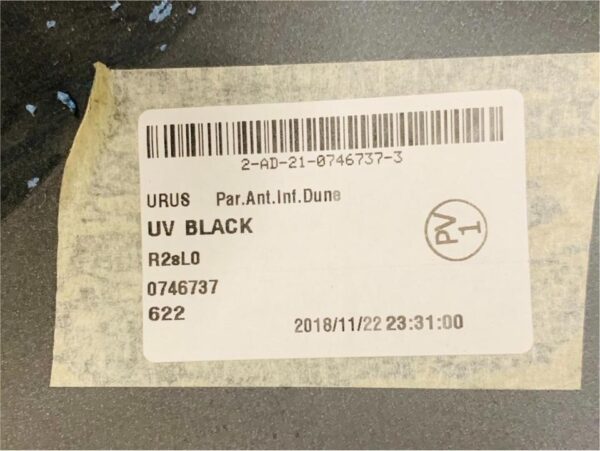 2-AD-21-0746737-3
URUS Par.Ant.Inf.Dune
UV BLACK
PV
1
R2sL0
0746737
622
2018/11/22 23:31:00